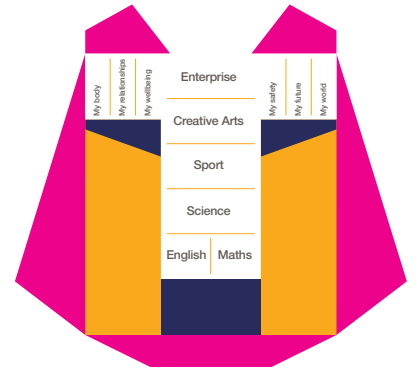 My body
My relationships
My wellbeing
Enterprise
Creative Arts
Sport
Science
English
Maths
My safety
My future
My world